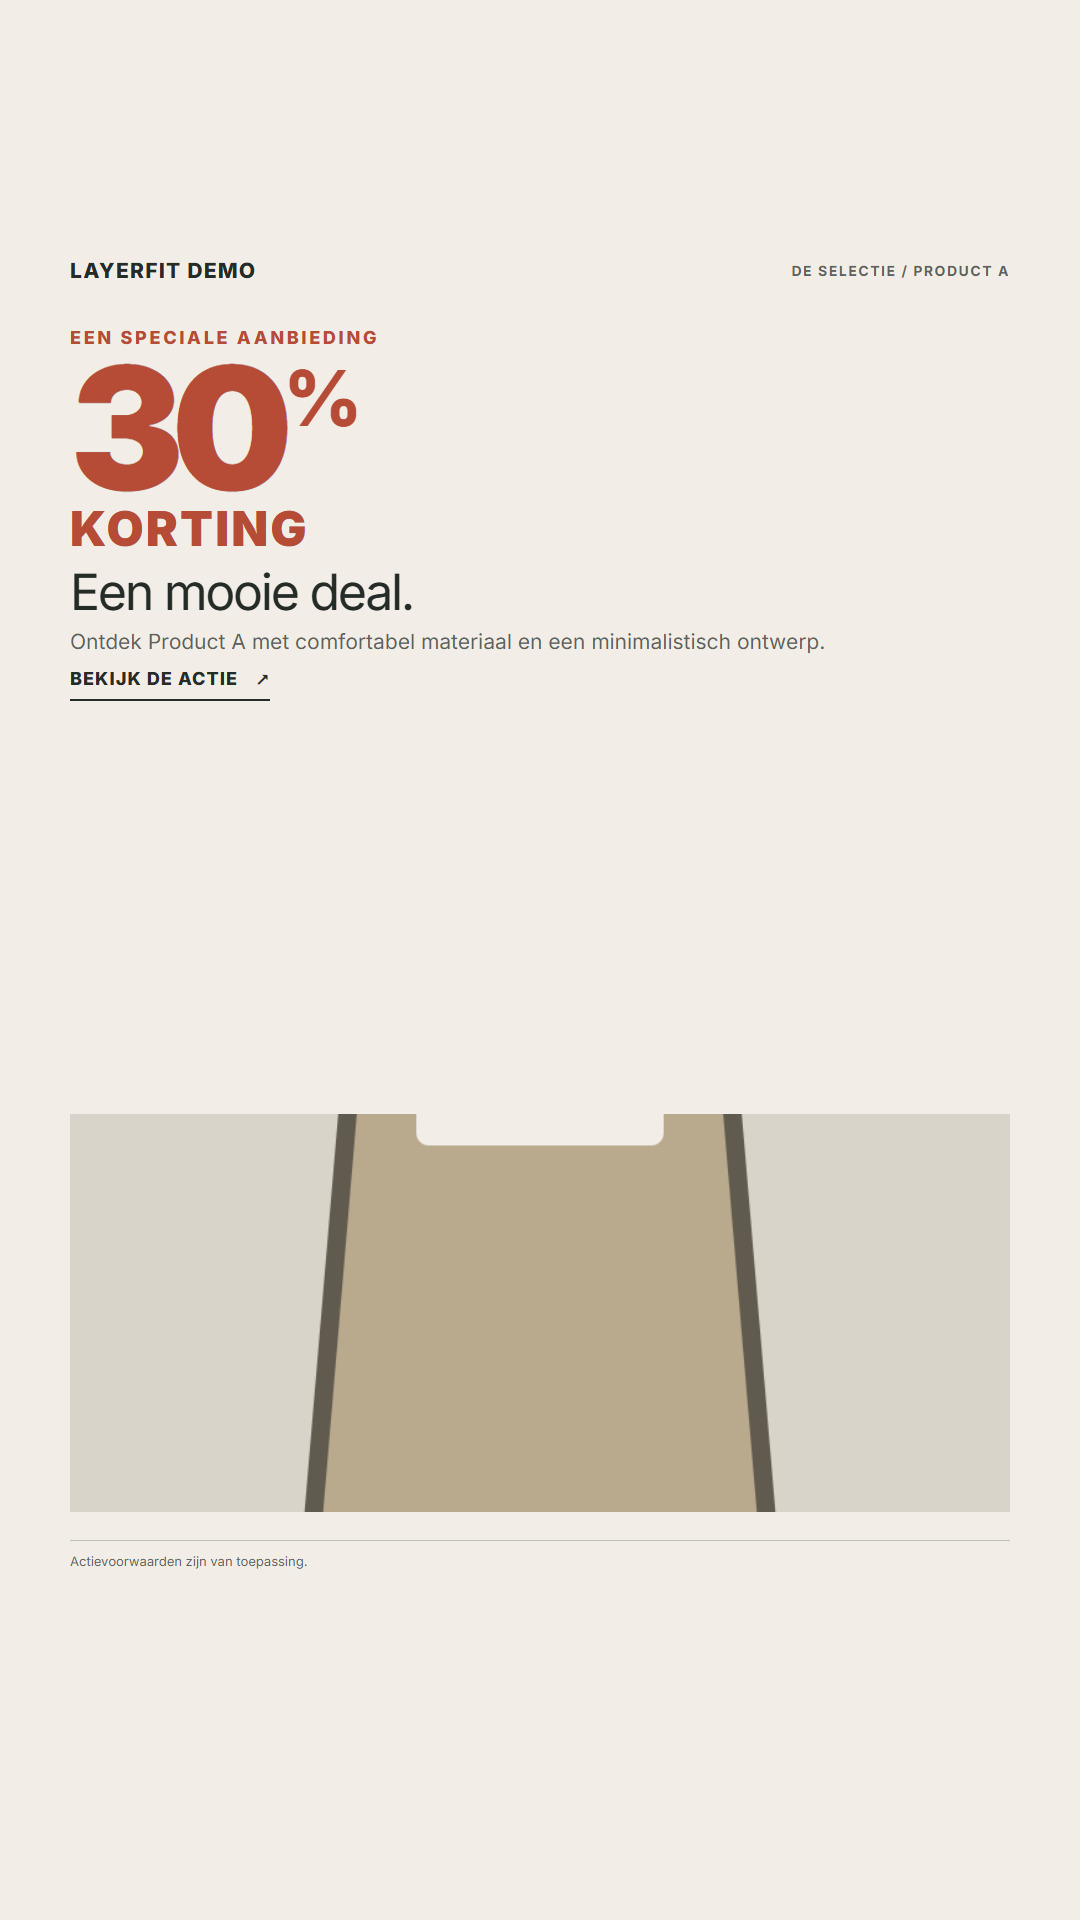 LAYERFIT DEMO
DE SELECTIE / PRODUCT A
EEN SPECIALE AANBIEDING
30%
KORTING
Een mooie deal.
Ontdek Product A met comfortabel materiaal en een minimalistisch ontwerp.
BEKIJK DE ACTIE ↗
Actievoorwaarden zijn van toepassing.